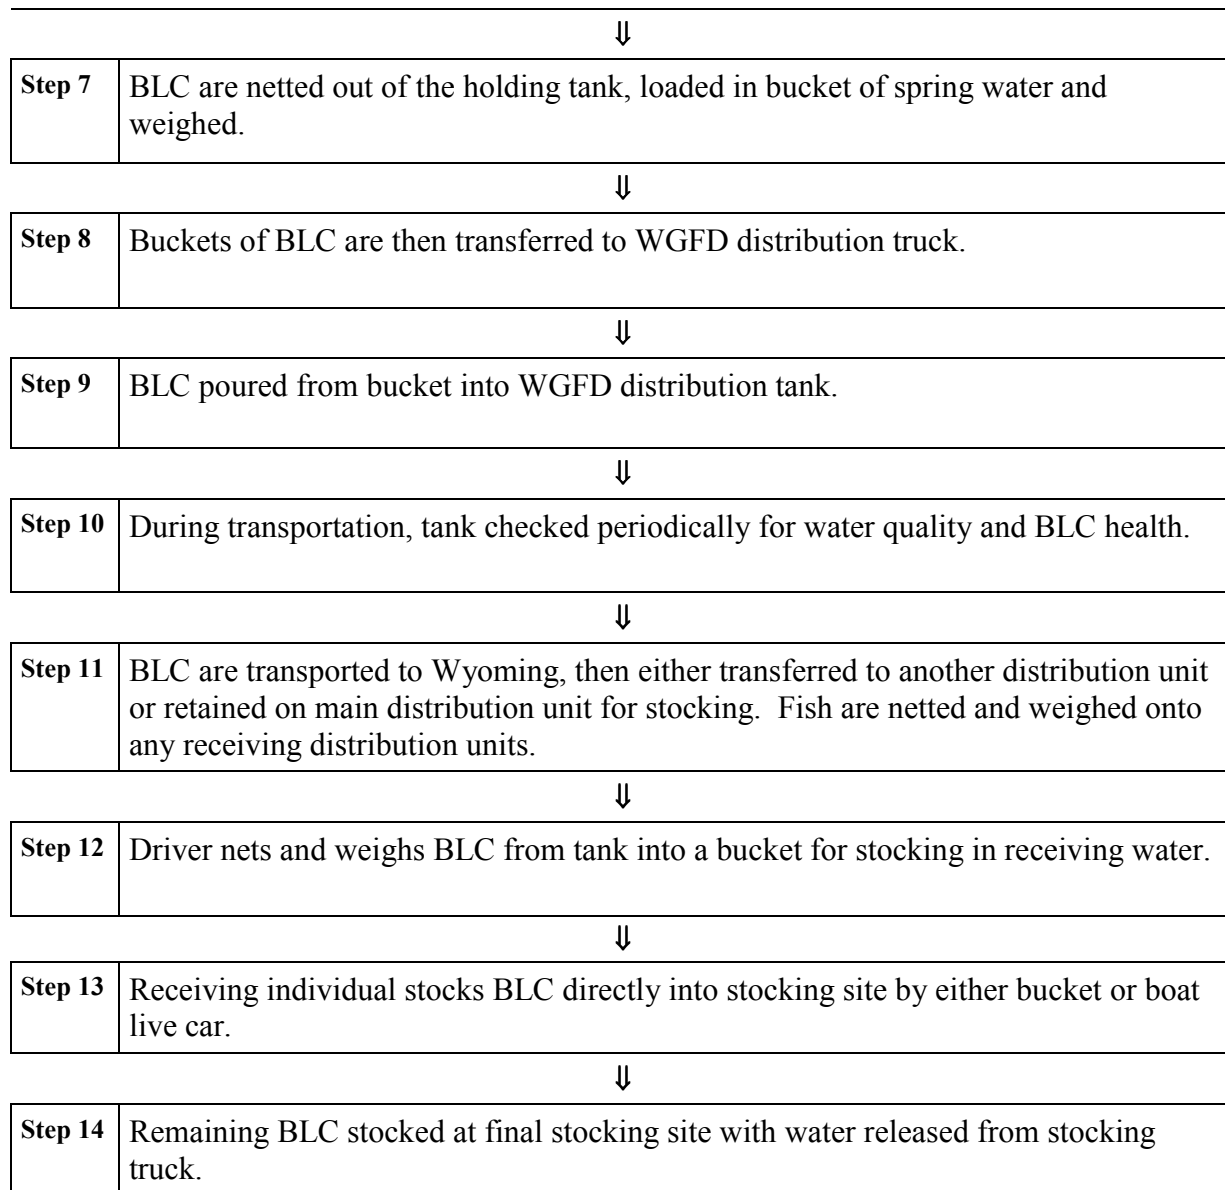 ⇓
Step 7 BLC are netted out of the holding tank, loaded in bucket of spring water and
weighed.
⇓
Step 8 Buckets of BLC are then transferred to WGFD distribution truck.
⇓
Step 9 BLC poured from bucket into WGFD distribution tank.
⇓
Step 10 During transportation, tank checked periodically for water quality and BLC health.
⇓
Step 11 BLC are transported to Wyoming, then either transferred to another distribution unit
or retained on main distribution unit for stocking.  Fish are netted and weighed onto
any receiving distribution units.
⇓
Step 12 Driver nets and weighs BLC from tank into a bucket for stocking in receiving water.
⇓
Step 13 Receiving individual stocks BLC directly into stocking site by either bucket or boat
live car.
⇓
Step 14 Remaining BLC stocked at final stocking site with water released from stocking
truck.